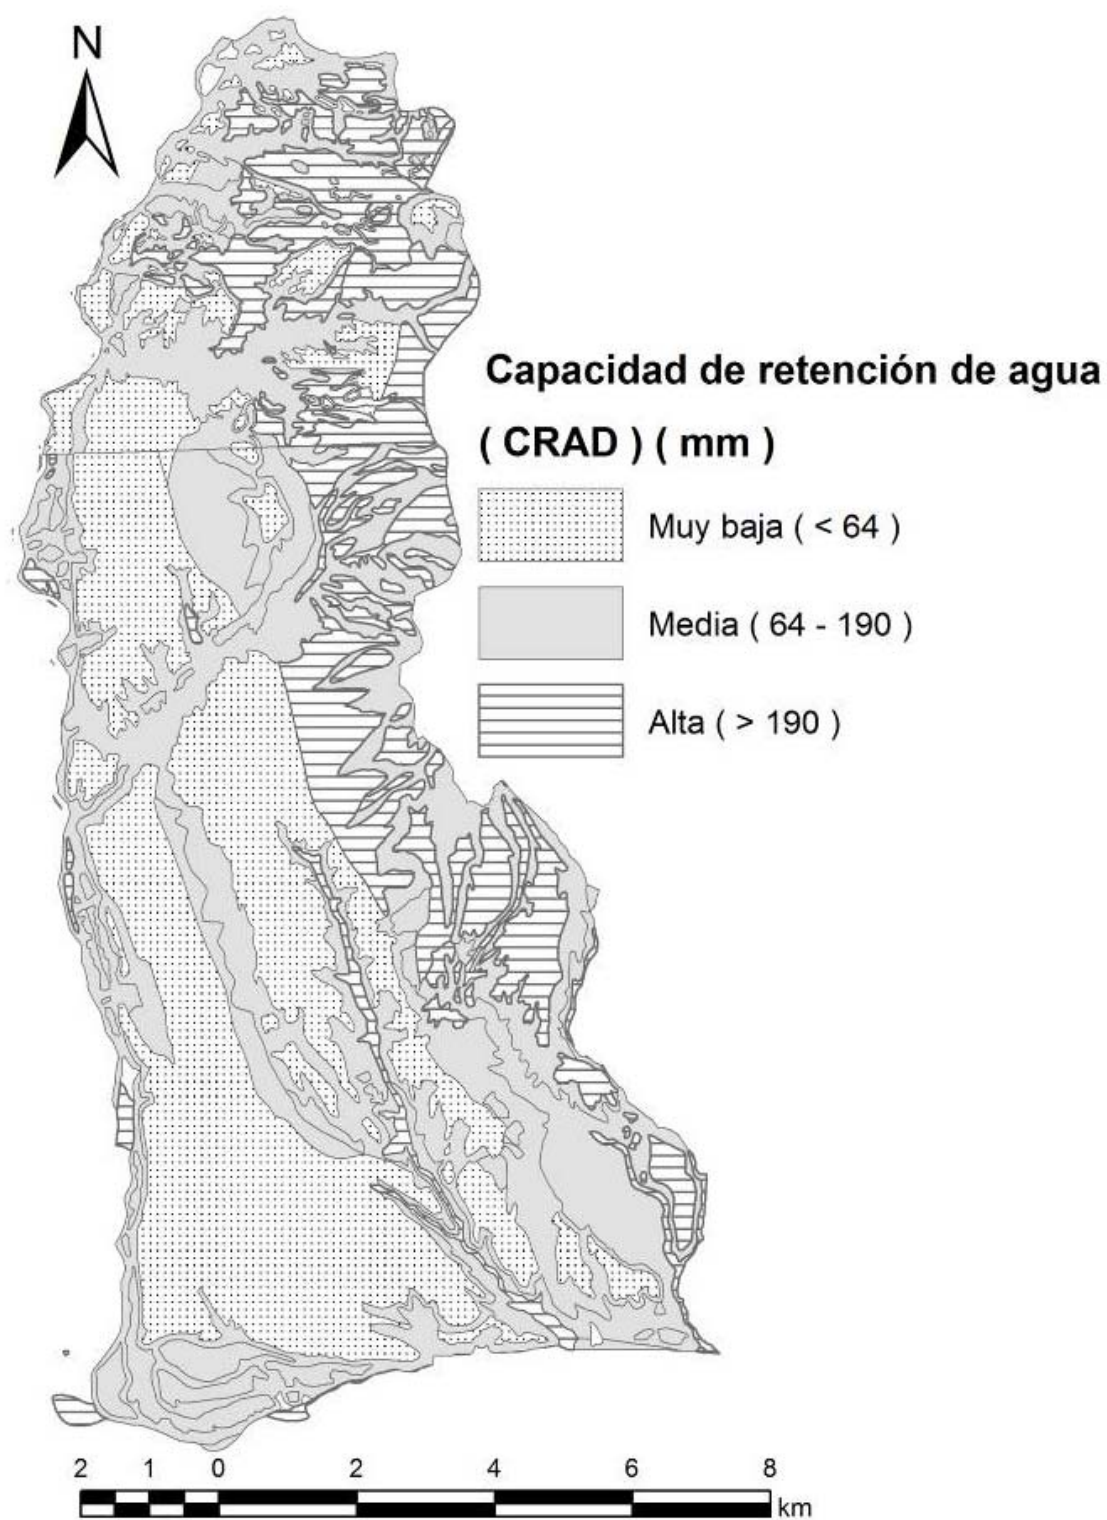 N
Capacidad de retención de agua
( CRAD ) ( mm )
Muy baja ( < 64 )
Media ( 64 - 190 )
Alta ( > 190 )
2 1 0 2 4 6 8
km